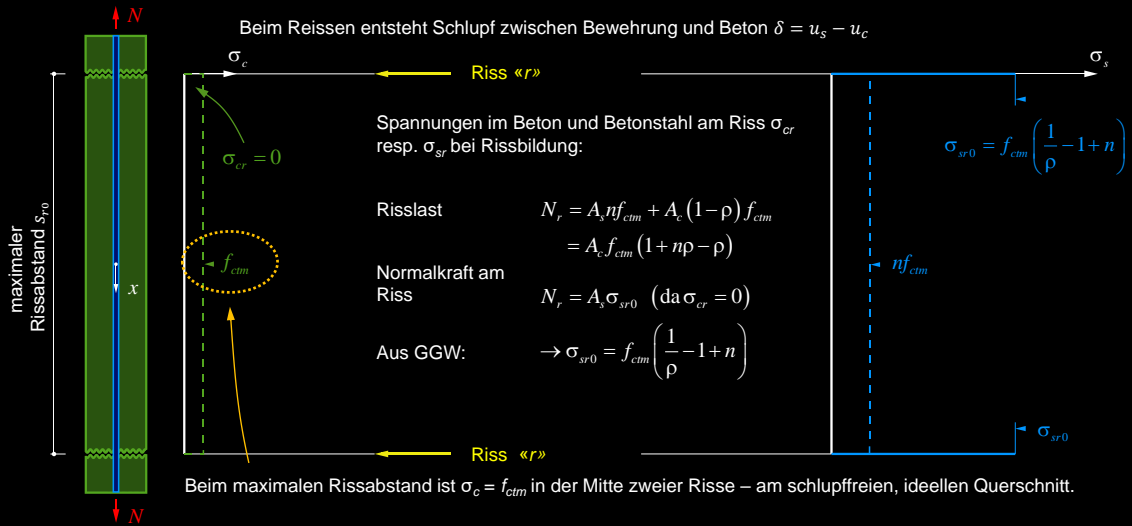 N
Beim Reissen entsteht Schlupf zwischen Bewehrung und Beton δ = u_s − u_c
σ_c
Riss «r»
σ_s
Spannungen im Beton und Betonstahl am Riss σ_cr
resp. σ_sr bei Rissbildung:
σ_cr = 0
σ_sr0 = f_ctm (1/ρ − 1 + n)
Risslast N_r = A_s n f_ctm + A_c (1 − ρ) f_ctm
= A_c f_ctm (1 + nρ − ρ)
maximaler
Rissabstand s_r0
x
f_ctm
n f_ctm
Normalkraft am
Riss N_r = A_s σ_sr0 (da σ_cr = 0)
Aus GGW: → σ_sr0 = f_ctm (1/ρ − 1 + n)
σ_sr0
Riss «r»
Beim maximalen Rissabstand ist σ_c = f_ctm in der Mitte zweier Risse – am schlupffreien, ideellen Querschnitt.
N